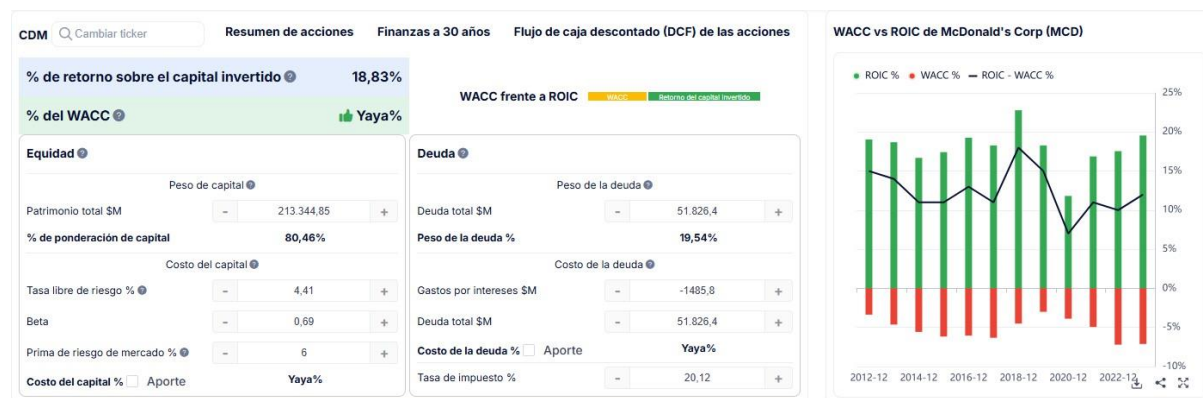 CDM Cambiar ticker Resumen de acciones Finanzas a 30 años Flujo de caja descontado (DCF) de las acciones
% de retorno sobre el capital invertido 18,83%
% del WACC Yaya%
WACC frente a ROIC WACC Retorno del capital invertido
Equidad
Peso de capital
Patrimonio total $M - 213.344,85 +
% de ponderación de capital 80,46%
Costo del capital
Tasa libre de riesgo % - 4,41 +
Beta - 0,69 +
Prima de riesgo de mercado % - 6 +
Costo del capital % Aporte Yaya%
Deuda
Peso de la deuda
Deuda total $M - 51.826,4 +
Peso de la deuda % 19,54%
Costo de la deuda
Gastos por intereses $M - -1485,8 +
Deuda total $M - 51.826,4 +
Costo de la deuda % Aporte Yaya%
Tasa de impuesto % - 20,12 +
WACC vs ROIC de McDonald's Corp (MCD)
ROIC % WACC % ROIC - WACC %
25%
20%
15%
10%
5%
0%
-5%
-10%
2012-12 2014-12 2016-12 2018-12 2020-12 2022-12